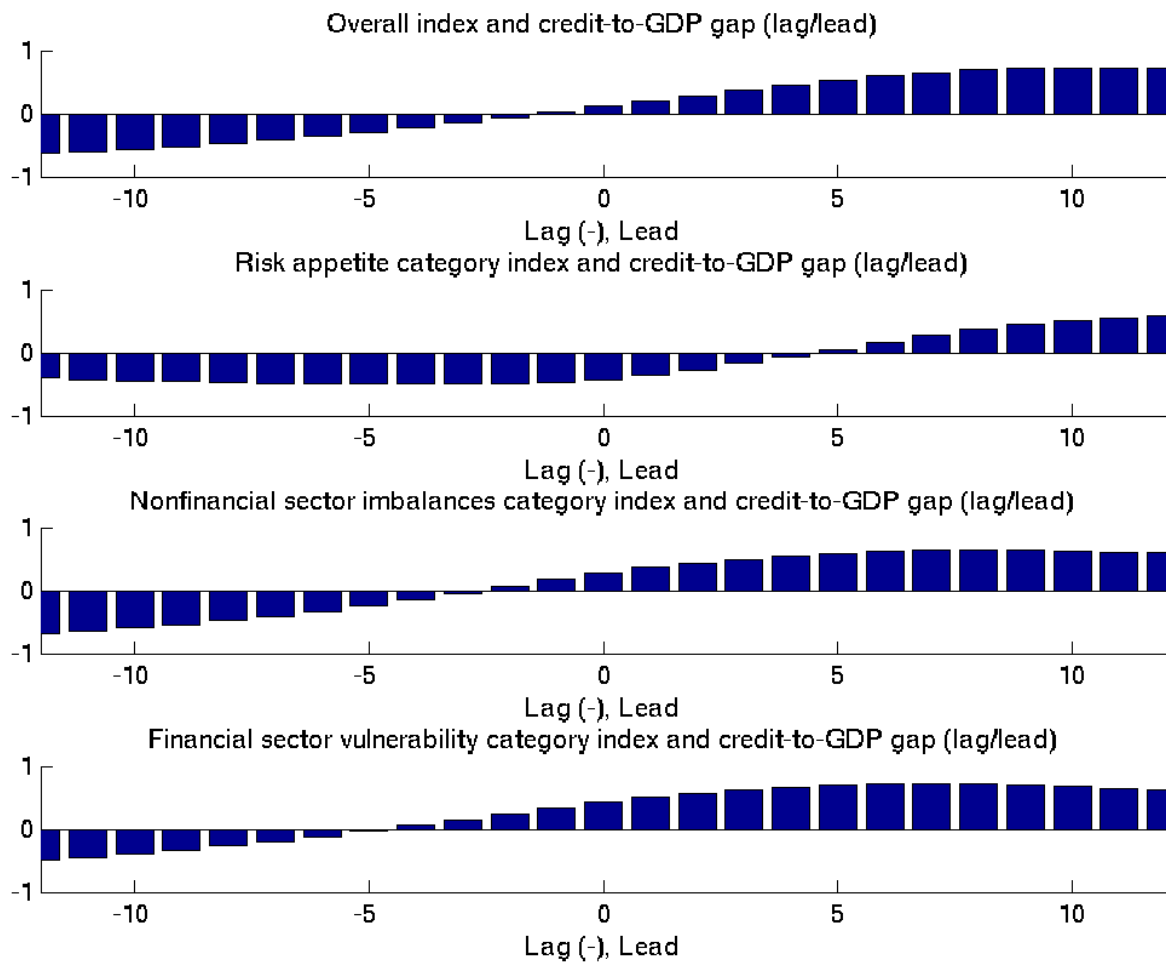 Overall index and credit-to-GDP gap (lag/lead)
1
0
-1
-10 -5 0 5 10
Lag (-), Lead
Risk appetite category index and credit-to-GDP gap (lag/lead)
1
0
-1
-10 -5 0 5 10
Lag (-), Lead
Nonfinancial sector imbalances category index and credit-to-GDP gap (lag/lead)
1
0
-1
-10 -5 0 5 10
Lag (-), Lead
Financial sector vulnerability category index and credit-to-GDP gap (lag/lead)
1
0
-1
-10 -5 0 5 10
Lag (-), Lead